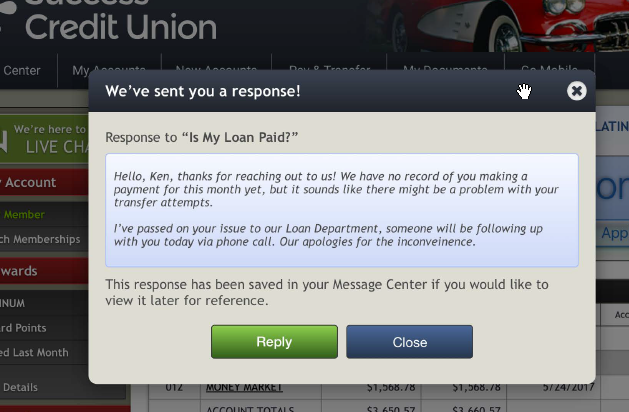 Success
Credit Union
Center My Accounts New Accounts Pay & Transfer My Documents Go Mobile
We've sent you a response!
We're here to
LIVE CHA
Response to "Is My Loan Paid?"
Hello, Ken, thanks for reaching out to us! We have no record of you making a
payment for this month yet, but it sounds like there might be a problem with your
transfer attempts.
I've passed on your issue to our Loan Department, someone will be following up
with you today via phone call. Our apologies for the inconveinence.
This response has been saved in your Message Center if you would like to
view it later for reference.
Reply Close
y Account
Member
ch Memberships
wards
NUM
rd Points
ed Last Month
Details
LATIN
or
App
Acc
012 MONEY MARKET $1,568.78 $1,568.78 5/24/2017
ACCOUNT TOTALS $3,650.57 $3,660.57